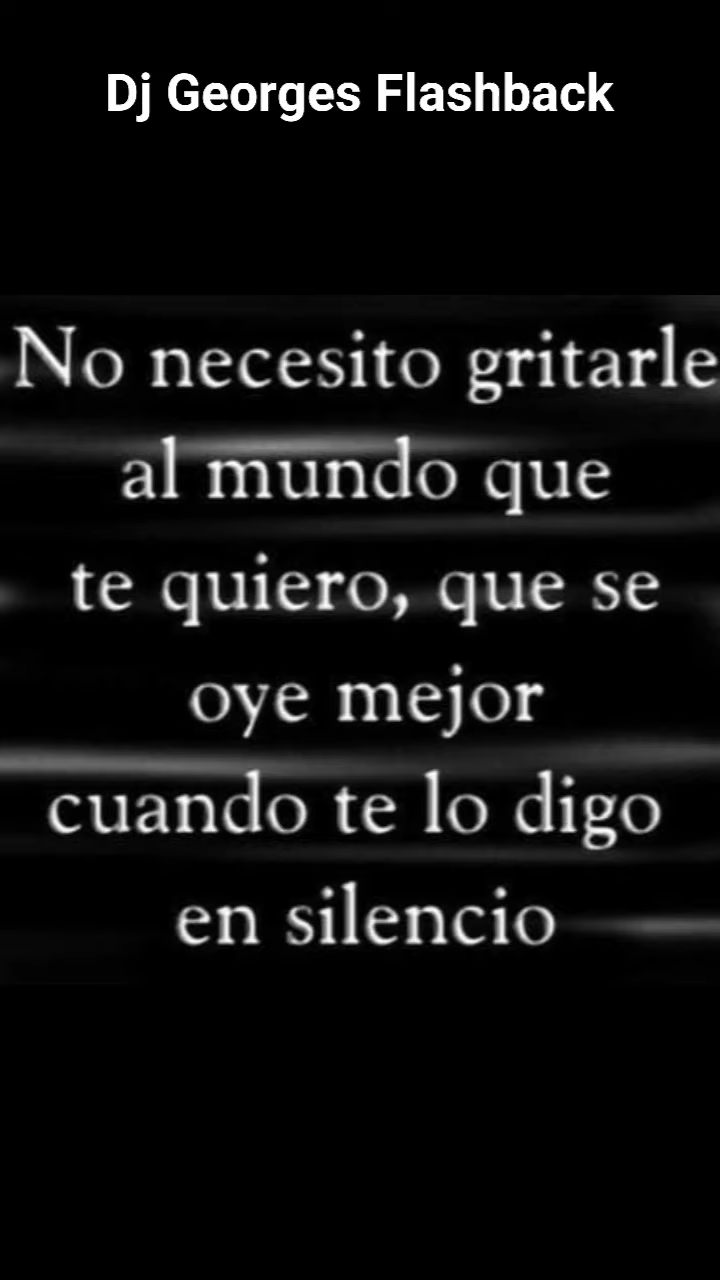 Dj Georges Flashback
No necesito gritarle
al mundo que
te quiero, que se
oye mejor
cuando te lo digo
en silencio